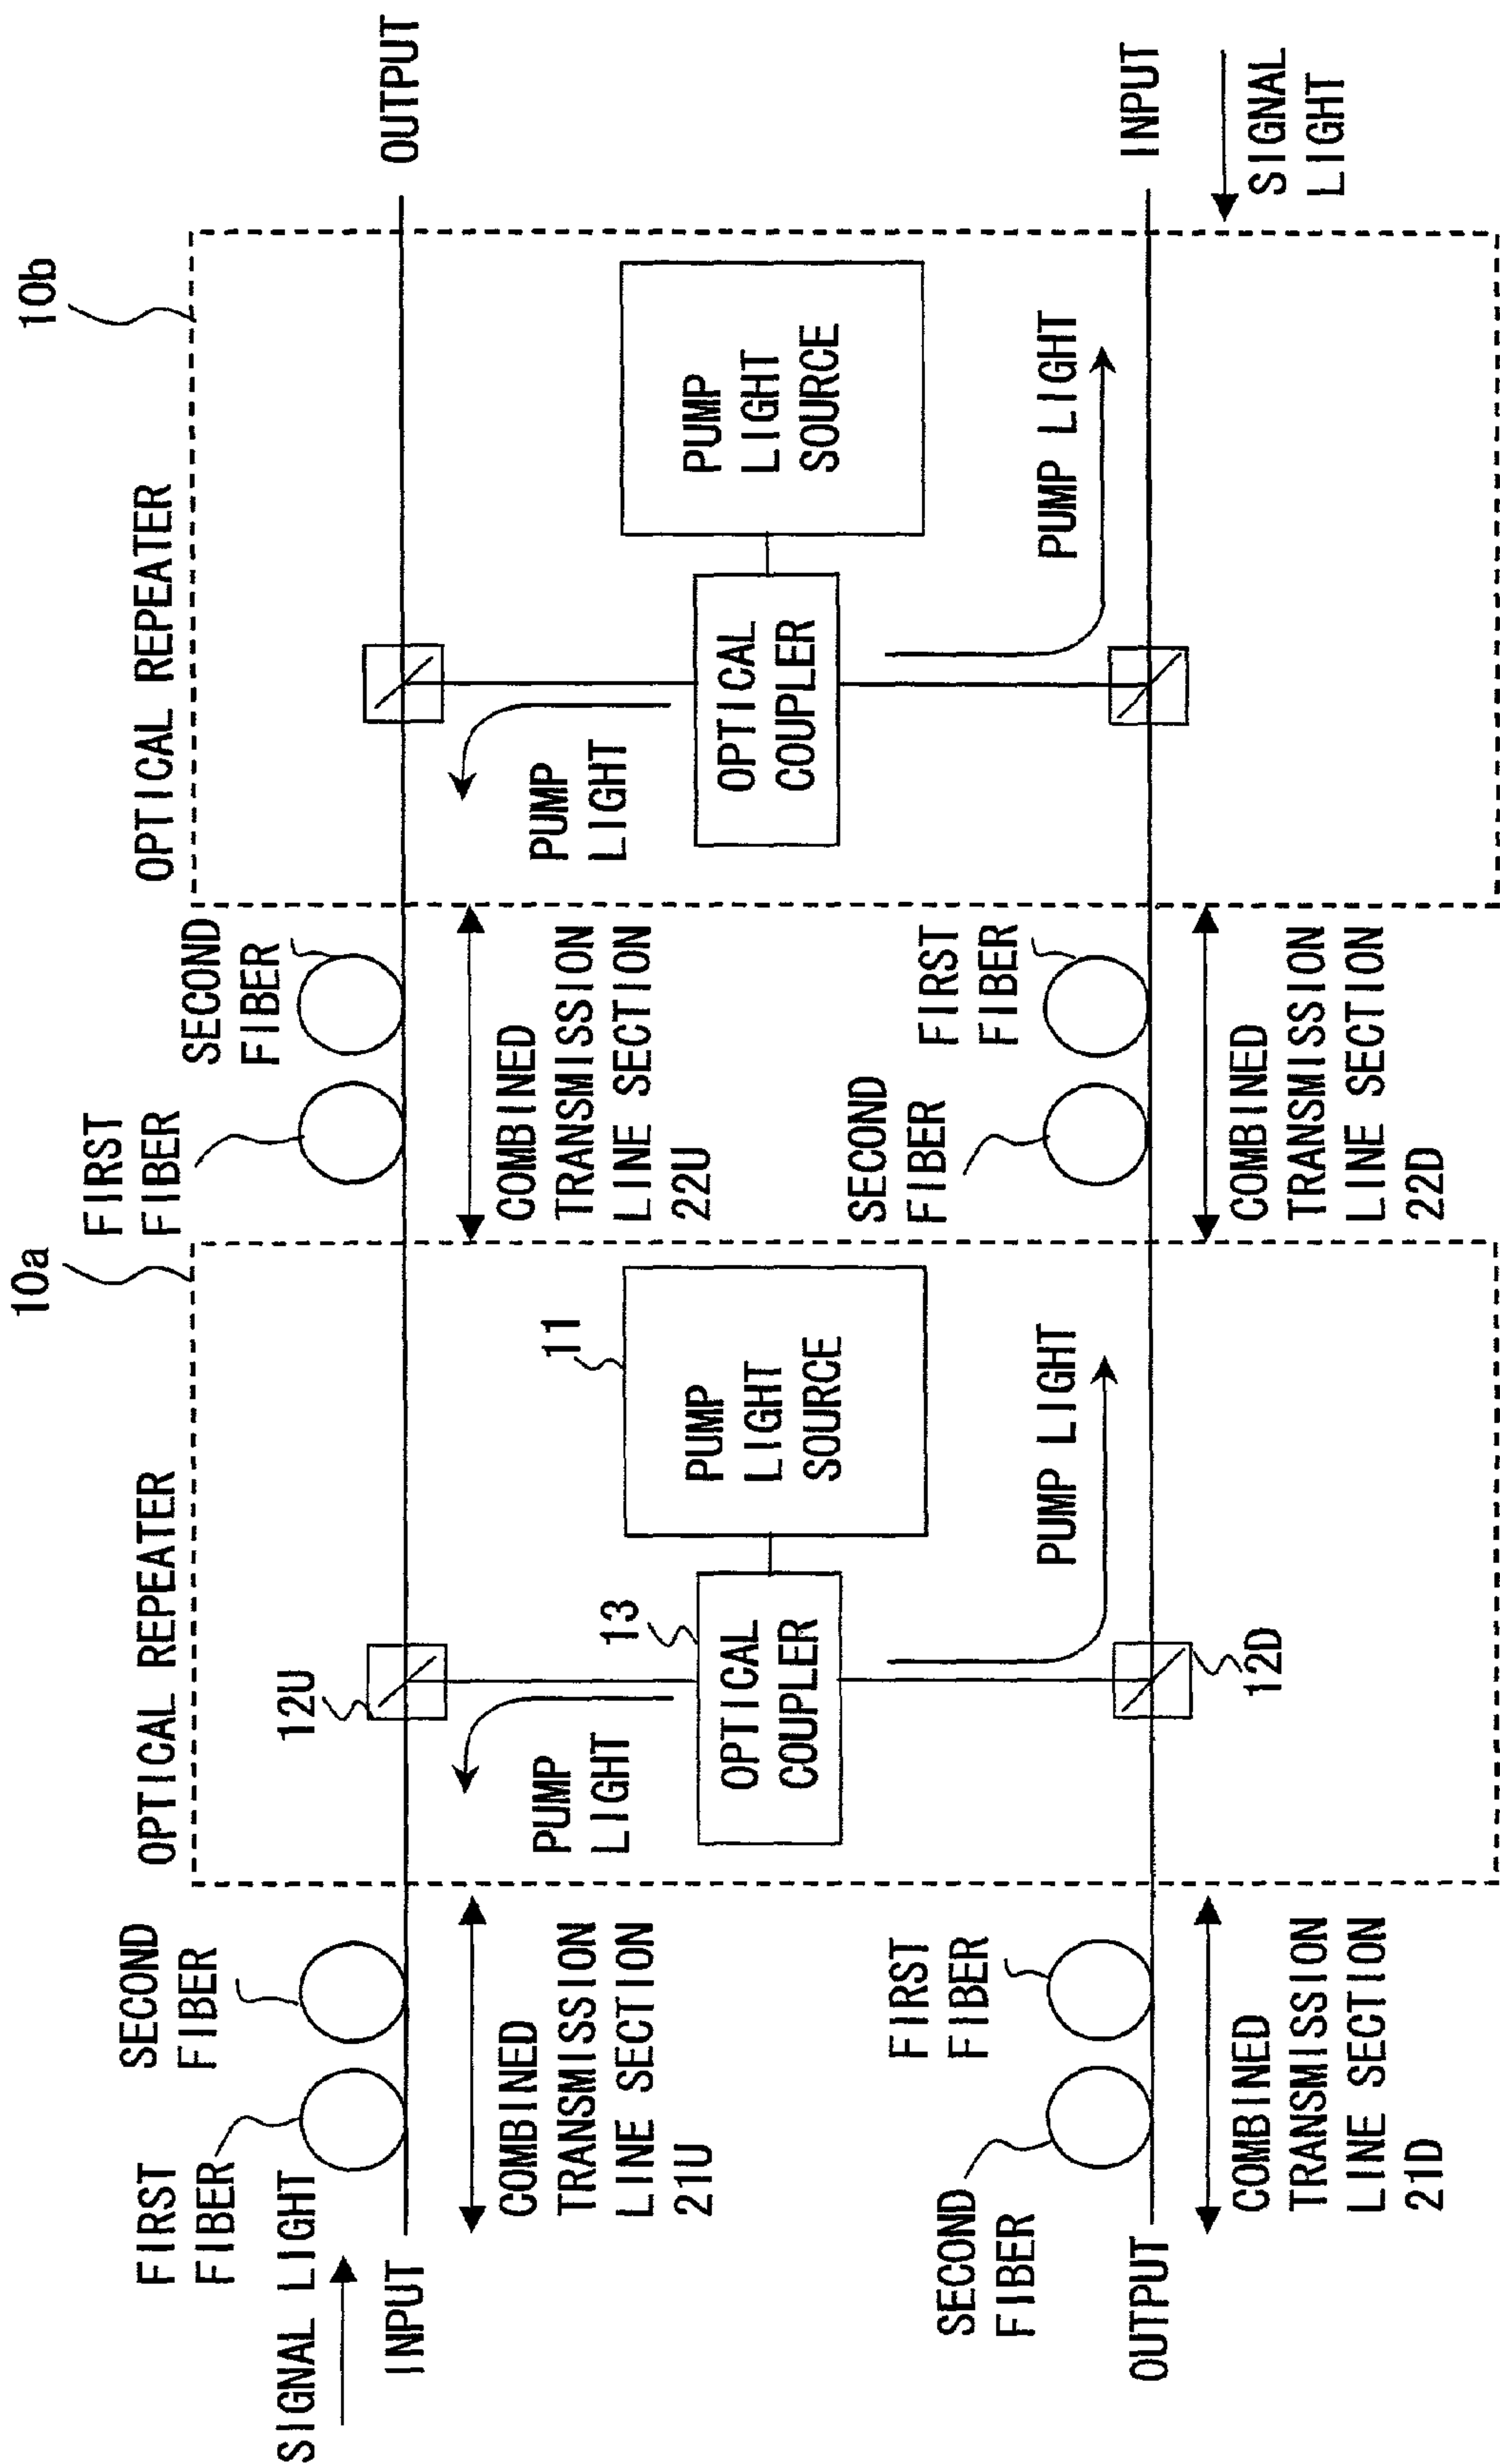 10a
10b
OPTICAL REPEATER
OPTICAL REPEATER
FIRST
FIBER
SECOND
FIBER
FIRST
FIBER
SECOND
FIBER
SIGNAL LIGHT
INPUT
OUTPUT
12U
COMBINED
TRANSMISSION
LINE SECTION
21U
PUMP
LIGHT
13
OPTICAL
COUPLER
11
PUMP
LIGHT
SOURCE
COMBINED
TRANSMISSION
LINE SECTION
22U
PUMP
LIGHT
OPTICAL
COUPLER
PUMP
LIGHT
SOURCE
SECOND
FIBER
FIRST
FIBER
PUMP LIGHT
SECOND
FIBER
FIRST
FIBER
PUMP LIGHT
OUTPUT
INPUT
12D
SIGNAL
LIGHT
COMBINED
TRANSMISSION
LINE SECTION
21D
COMBINED
TRANSMISSION
LINE SECTION
22D